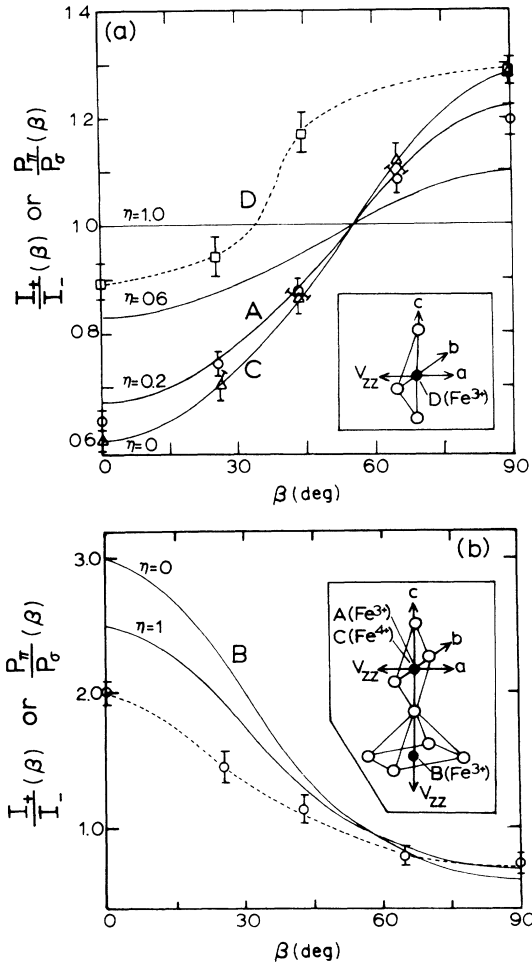 (a)
I+/I- (β) or Pπ/Pσ (β)
1.4
1.2
1.0
0.8
0.6
η=1.0
D
η=06
A
η=0.2
C
η=0
c
b
VZZ
a
D(Fe3+)
0
30
60
90
β(deg)
(b)
I+/I- (β) or Pπ/Pσ (β)
3.0
2.0
1.0
η=0
η=1
B
c
A(Fe3+)
C(Fe4+)
b
VZZ
a
B(Fe3+)
VZZ
0
30
60
90
β (deg)